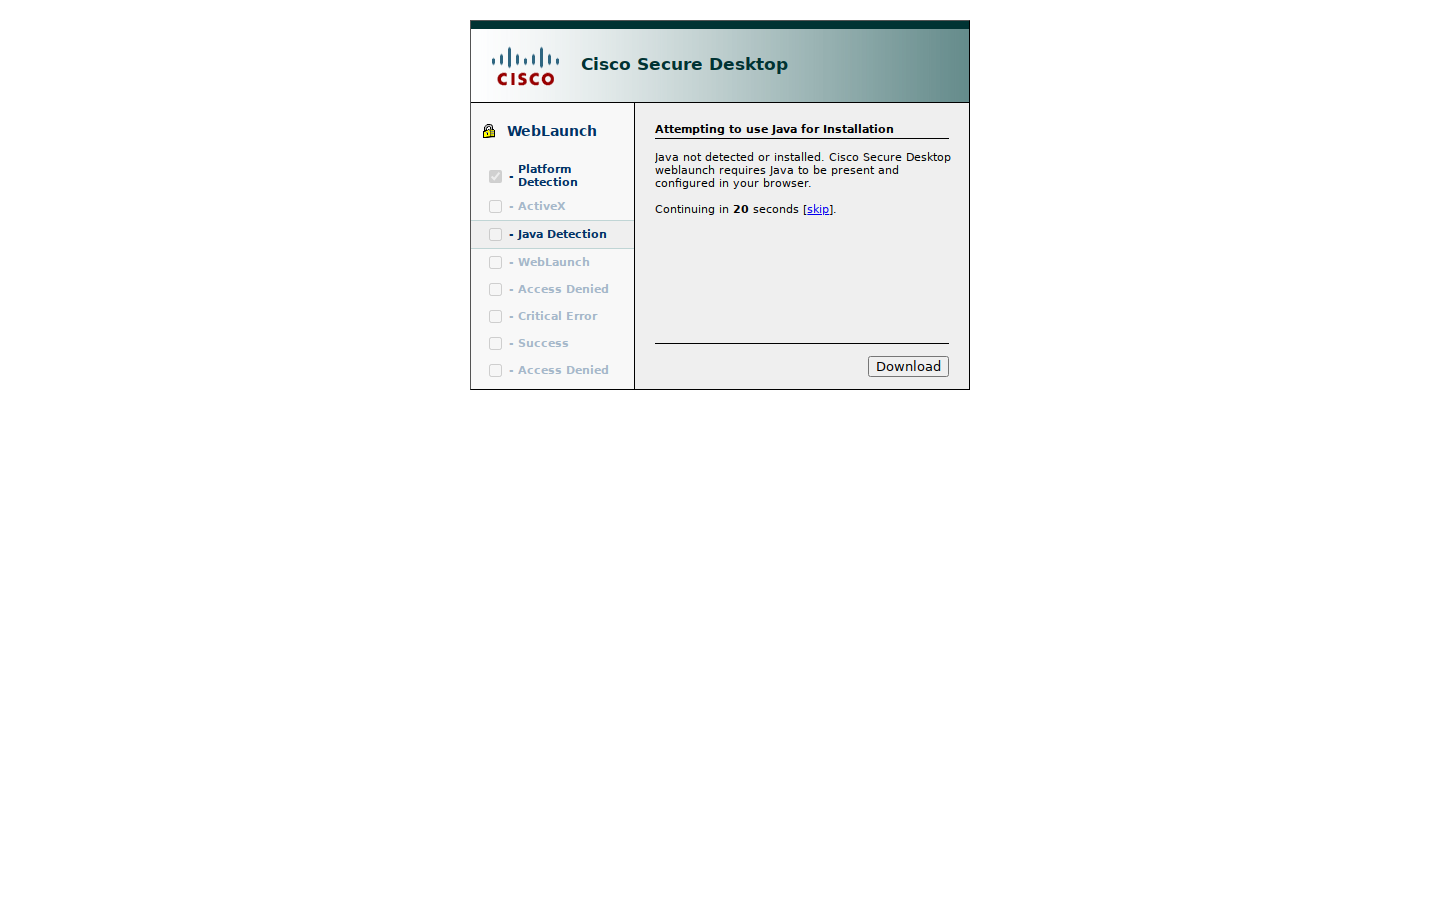 CISCO
Cisco Secure Desktop
WebLaunch
- Platform
Detection
- ActiveX
- Java Detection
- WebLaunch
- Access Denied
- Critical Error
- Success
- Access Denied
Attempting to use Java for Installation
Java not detected or installed. Cisco Secure Desktop
weblaunch requires Java to be present and
configured in your browser.
Continuing in 20 seconds [skip].
Download